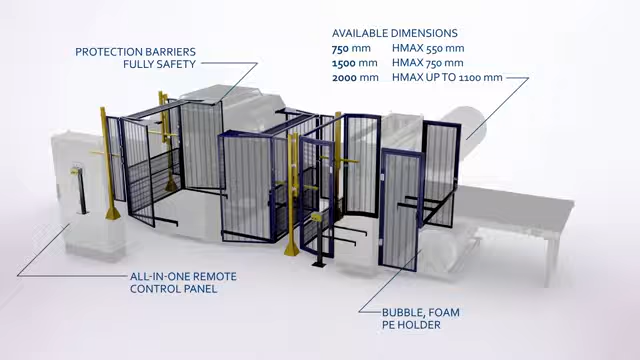 AVAILABLE DIMENSIONS
750 mm HMAX 550 mm
1500 mm HMAX 750 mm
2000 mm HMAX UP TO 1100 mm
PROTECTION BARRIERS
FULLY SAFETY
ALL-IN-ONE REMOTE
CONTROL PANEL
BUBBLE, FOAM
PE HOLDER